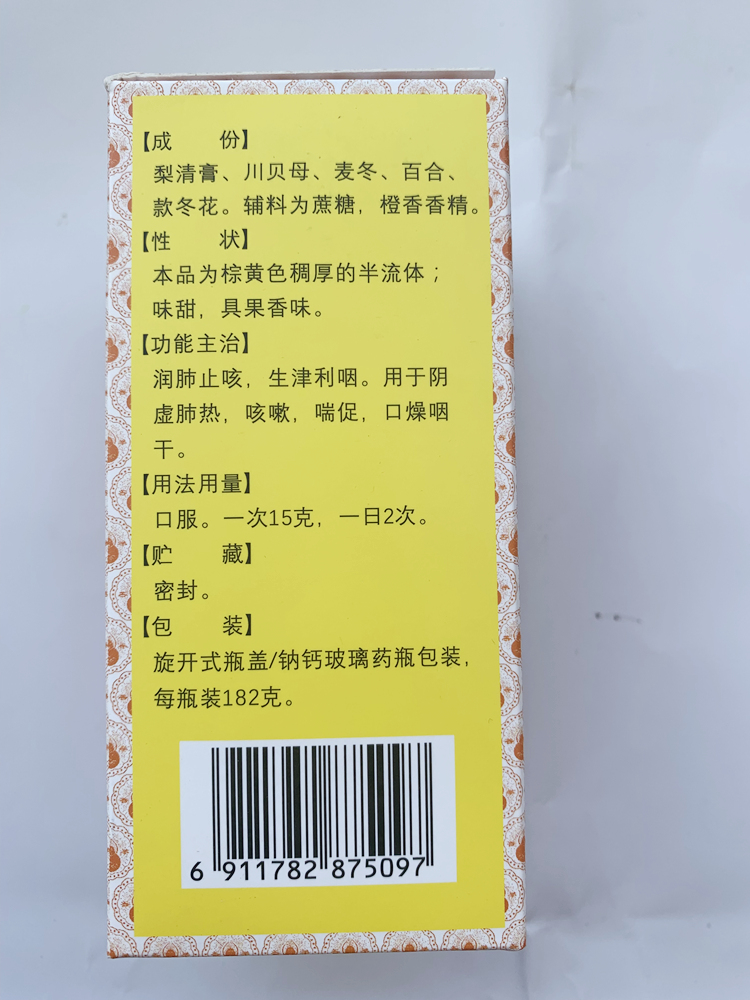 【成 份】
梨清膏、川贝母、麦冬、百合、
款冬花。辅料为蔗糖，橙香香精。
【性 状】
本品为棕黄色稠厚的半流体；
味甜，具果香味。
【功能主治】
润肺止咳，生津利咽。用于阴
虚肺热，咳嗽，喘促，口燥咽
干。
【用法用量】
口服。一次15克，一日2次。
【贮 藏】
密封。
【包 装】
旋开式瓶盖/钠钙玻璃药瓶包装，
每瓶装182克。
6 911782 875097